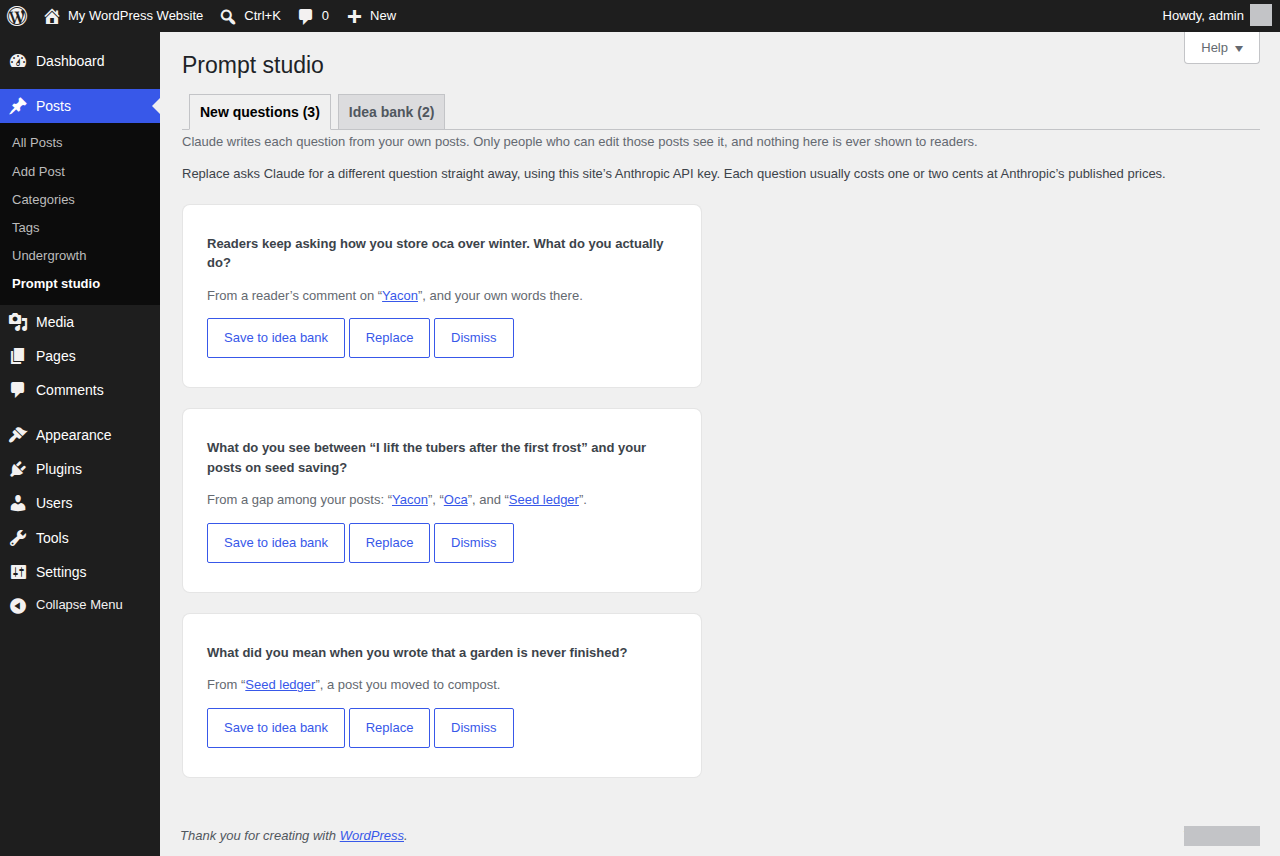 My WordPress Website Ctrl+K 0 New Howdy, admin
Help
Dashboard
Posts
All Posts
Add Post
Categories
Tags
Undergrowth
Prompt studio
Media
Pages
Comments
Appearance
Plugins
Users
Tools
Settings
Collapse Menu
Prompt studio
New questions (3) Idea bank (2)
Claude writes each question from your own posts. Only people who can edit those posts see it, and nothing here is ever shown to readers.
Replace asks Claude for a different question straight away, using this site’s Anthropic API key. Each question usually costs one or two cents at Anthropic’s published prices.
Readers keep asking how you store oca over winter. What do you actually
do?
From a reader’s comment on “Yacon”, and your own words there.
Save to idea bank Replace Dismiss
What do you see between “I lift the tubers after the first frost” and your
posts on seed saving?
From a gap among your posts: “Yacon”, “Oca”, and “Seed ledger”.
Save to idea bank Replace Dismiss
What did you mean when you wrote that a garden is never finished?
From “Seed ledger”, a post you moved to compost.
Save to idea bank Replace Dismiss
Thank you for creating with WordPress.